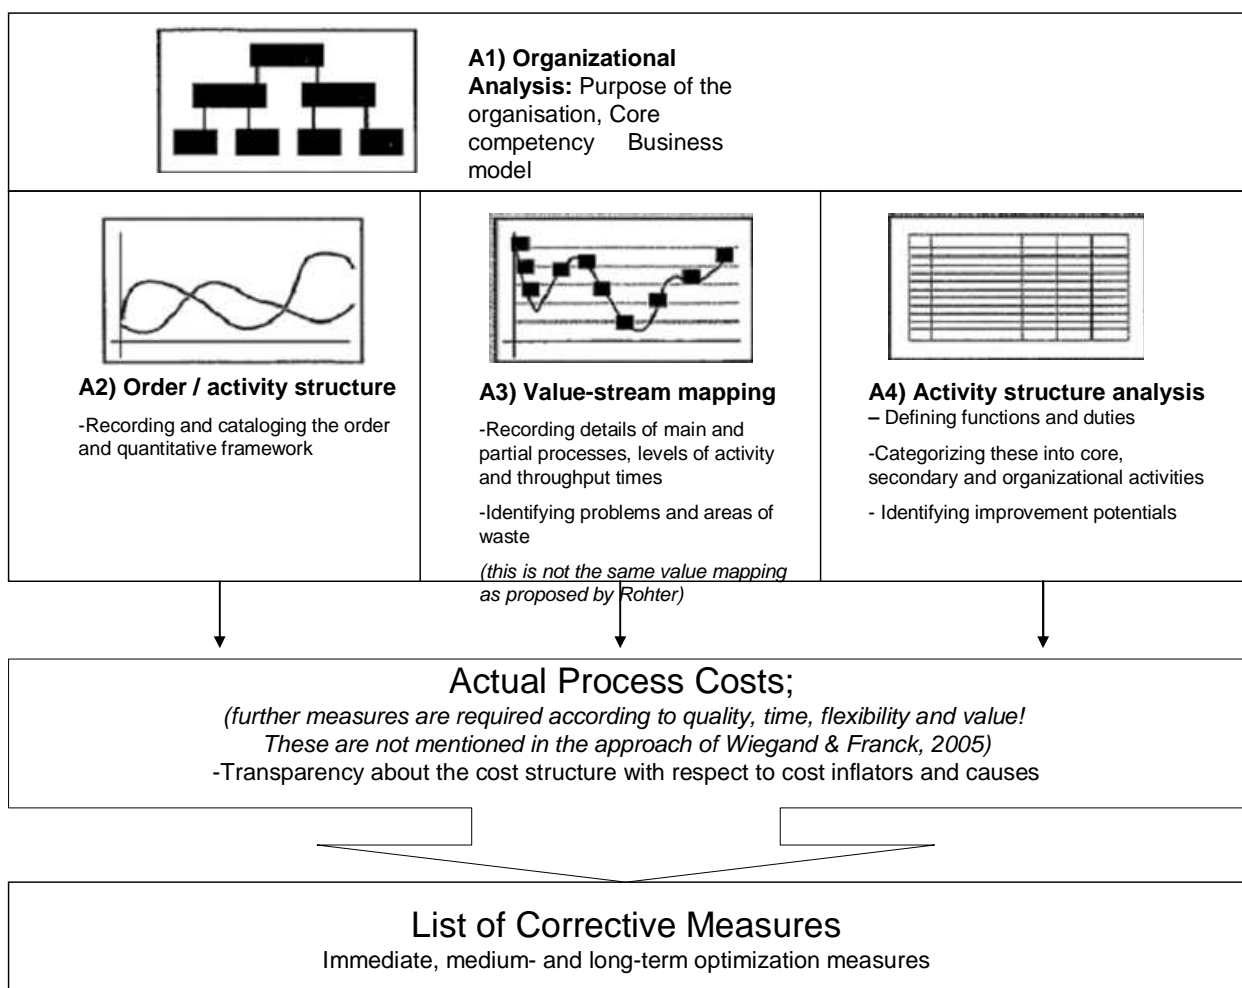 A1) Organizational
Analysis: Purpose of the
organisation, Core
competency Business
model
A2) Order / activity structure
-Recording and cataloging the order
and quantitative framework
A3) Value-stream mapping
-Recording details of main and
partial processes, levels of activity
and throughput times
-Identifying problems and areas of
waste
(this is not the same value mapping
as proposed by Rohter)
A4) Activity structure analysis
– Defining functions and duties
-Categorizing these into core,
secondary and organizational activities
- Identifying improvement potentials
Actual Process Costs;
(further measures are required according to quality, time, flexibility and value!
These are not mentioned in the approach of Wiegand & Franck, 2005)
-Transparency about the cost structure with respect to cost inflators and causes
List of Corrective Measures
Immediate, medium- and long-term optimization measures